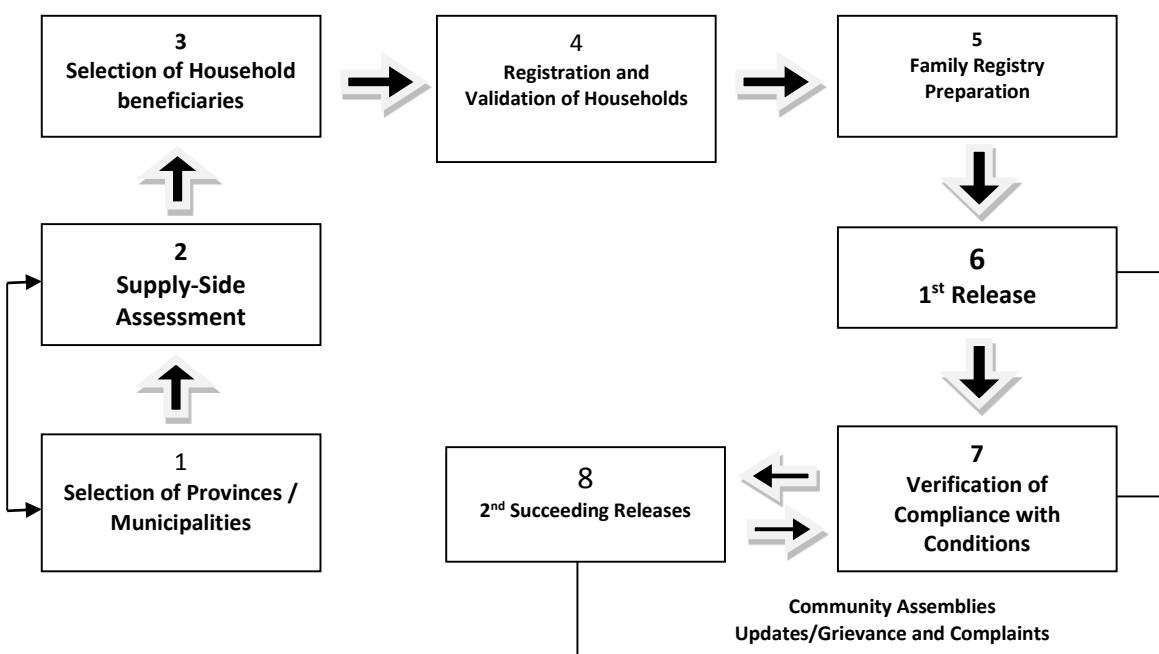 3
Selection of Household
beneficiaries
4
Registration and
Validation of Households
5
Family Registry
Preparation
2
Supply-Side
Assessment
6
1st Release
1
Selection of Provinces /
Municipalities
8
2nd Succeeding Releases
7
Verification of
Compliance with
Conditions
Community Assemblies
Updates/Grievance and Complaints